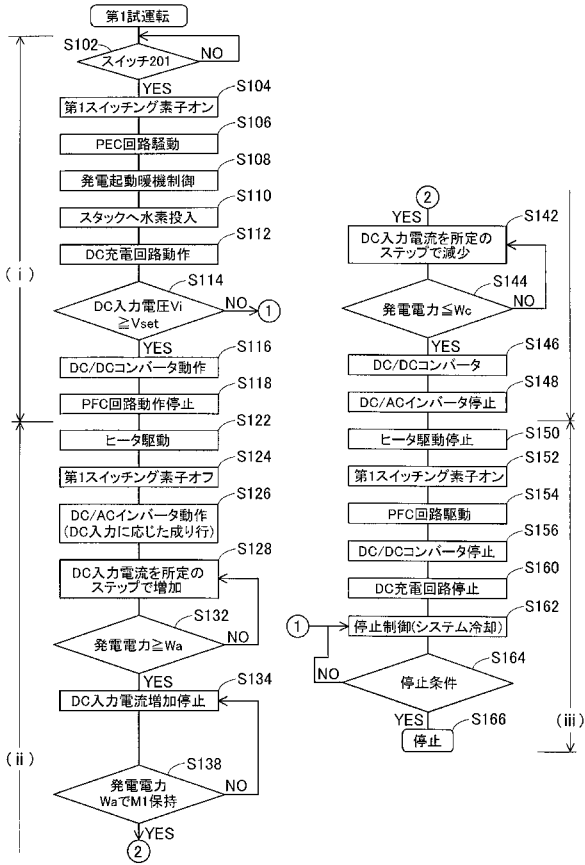 第1試運転
S102
スイッチ201
NO
YES
S104
第1スイッチング素子オン
S106
PEC回路騒動
S108
発電起動暖機制御
S110
スタックへ水素投入
S112
DC充電回路動作
(i)
S114
DC入力電圧Vi
≧Vset
NO
1
YES
S116
DC/DCコンバータ動作
S118
PFC回路動作停止
S122
ヒータ駆動
S124
第1スイッチング素子オフ
S126
DC/ACインバータ動作
(DC入力に応じた成り行)
S128
DC入力電流を所定の
ステップで増加
S132
発電電力≧Wa
NO
YES
S134
DC入力電流増加停止
(ii)
S138
発電電力
WaでM1保持
NO
YES
2
2
YES
S142
DC入力電流を所定の
ステップで減少
S144
発電電力≦Wc
NO
YES
S146
DC/DCコンバータ
S148
DC/ACインバータ停止
S150
ヒータ駆動停止
S152
第1スイッチング素子オン
S154
PFC回路駆動
S156
DC/DCコンバータ停止
S160
DC充電回路停止
S162
1
停止制御(システム冷却)
S164
NO
停止条件
YES
S166
停止
(iii)